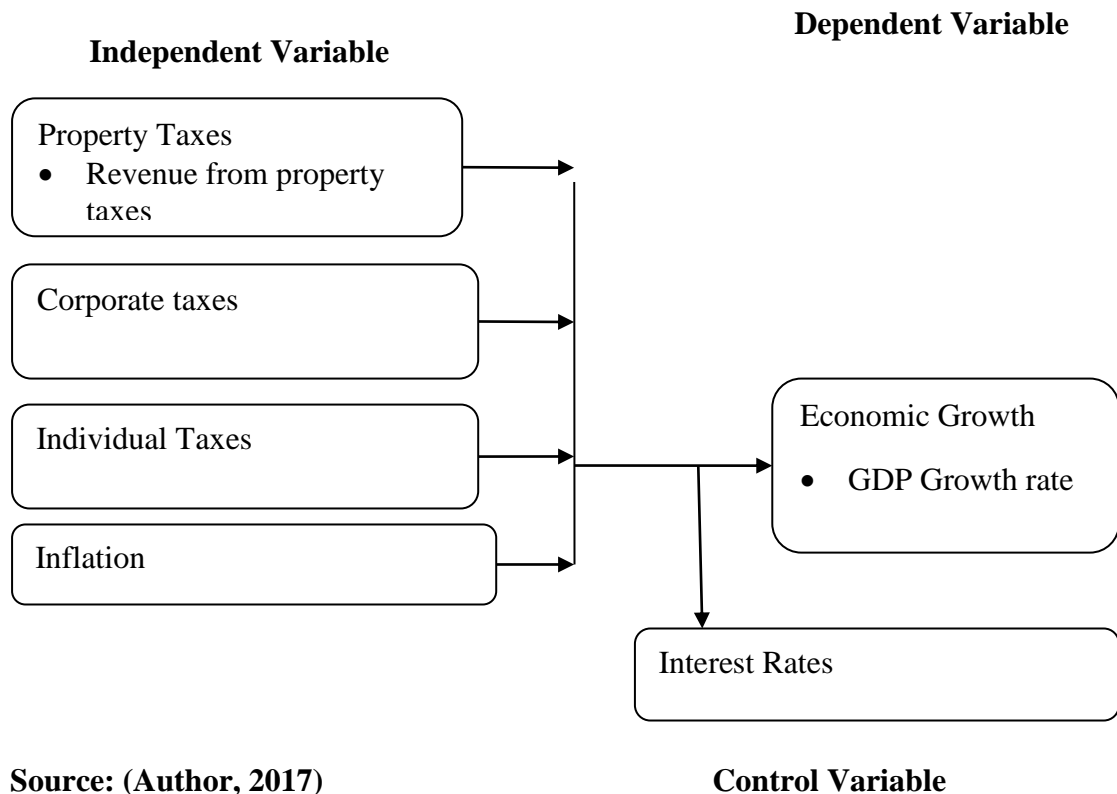 Dependent Variable
Independent Variable
Property Taxes
• Revenue from property
taxes
Corporate taxes
Individual Taxes
Inflation
Economic Growth
• GDP Growth rate
Interest Rates
Source: (Author, 2017)
Control Variable